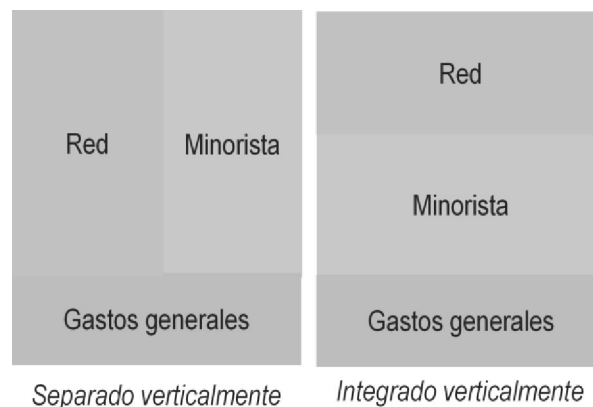 Red
Minorista
Gastos generales
Separado verticalmente
Red
Minorista
Gastos generales
Integrado verticalmente